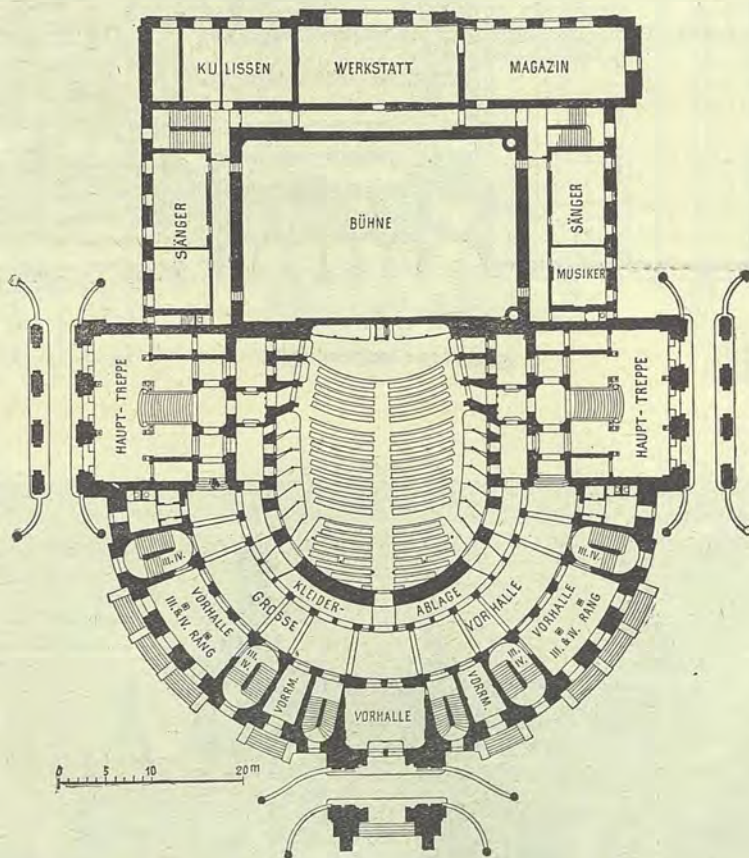 KULISSEN
WERKSTATT
MAGAZIN
SÄNGER
BÜHNE
SÄNGER
MUSIKER
HAUPT-TREPPE
HAUPT-TREPPE
III. IV.
III. IV.
VORHALLE
III. & IV. RANG
GROSSE
KLEIDER-
ABLAGE
VORHALLE
VORHALLE
III. & IV. RANG
III. IV.
III. IV.
VORRM.
VORHALLE
VORRM.
0 5 10 20 m